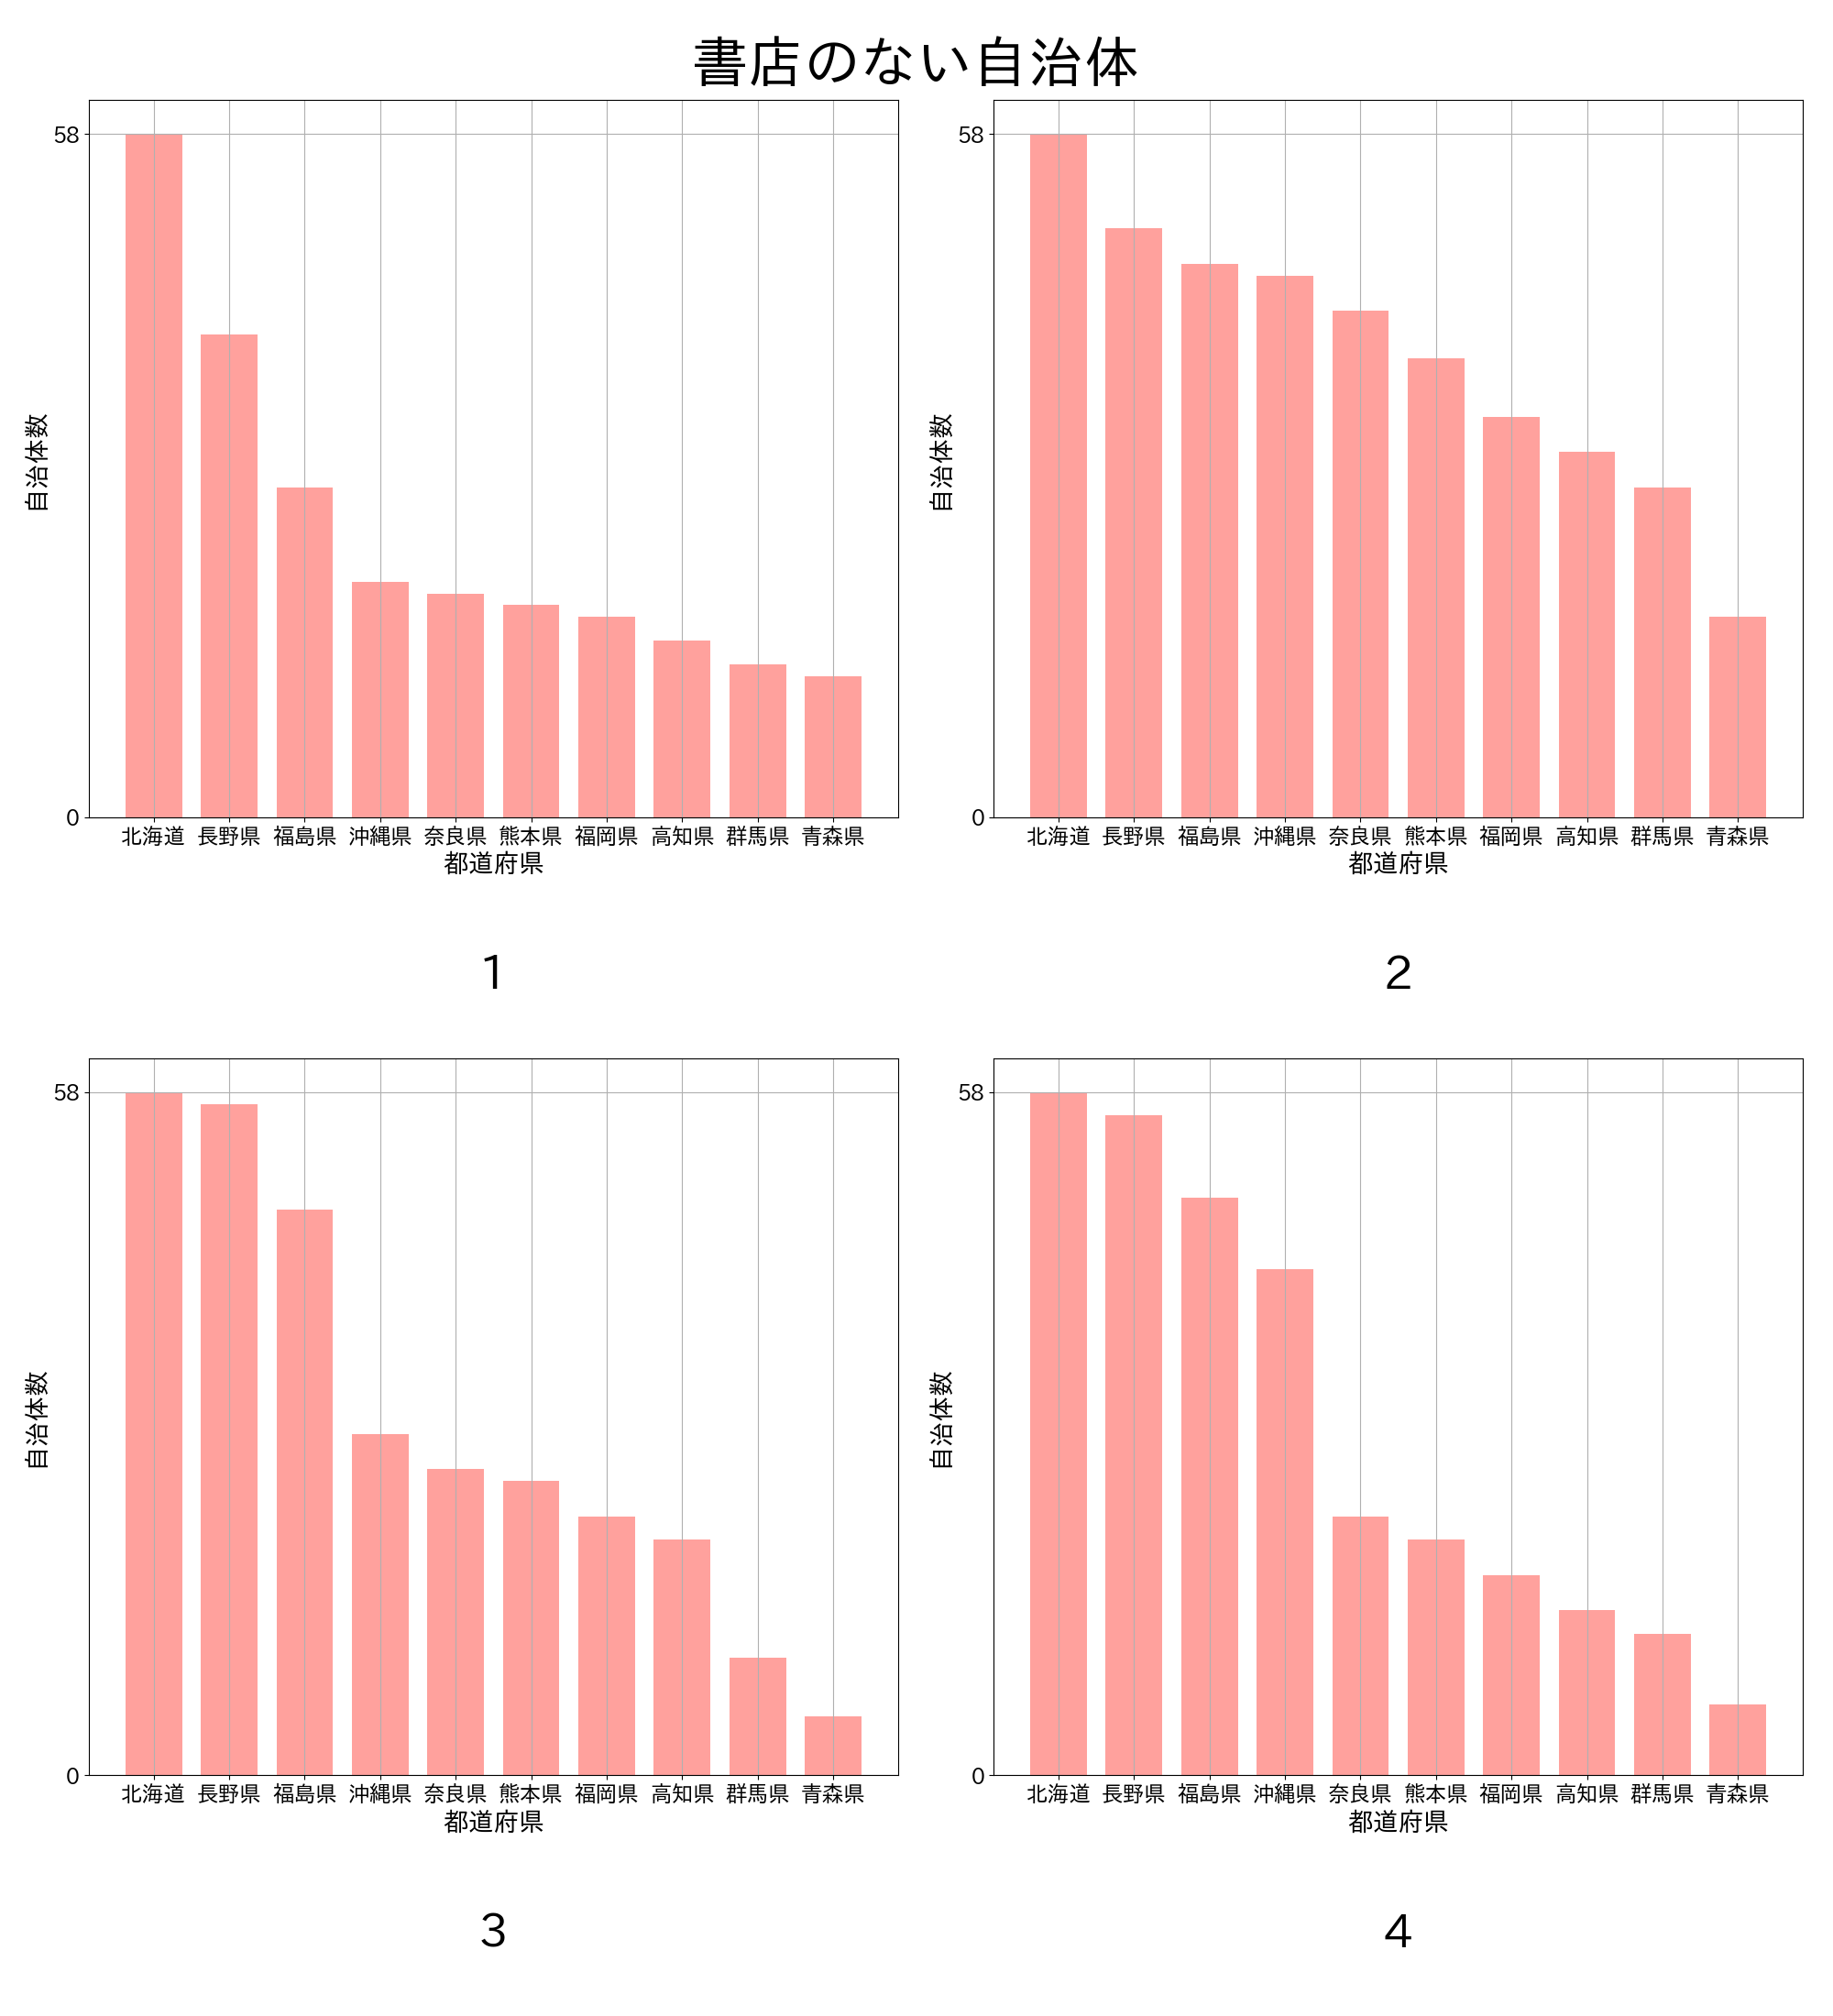 書店のない自治体
58
0
自治体数
北海道 長野県 福島県 沖縄県 奈良県 熊本県 福岡県 高知県 群馬県 青森県
都道府県
1
58
0
自治体数
北海道 長野県 福島県 沖縄県 奈良県 熊本県 福岡県 高知県 群馬県 青森県
都道府県
2
58
0
自治体数
北海道 長野県 福島県 沖縄県 奈良県 熊本県 福岡県 高知県 群馬県 青森県
都道府県
3
58
0
自治体数
北海道 長野県 福島県 沖縄県 奈良県 熊本県 福岡県 高知県 群馬県 青森県
都道府県
4